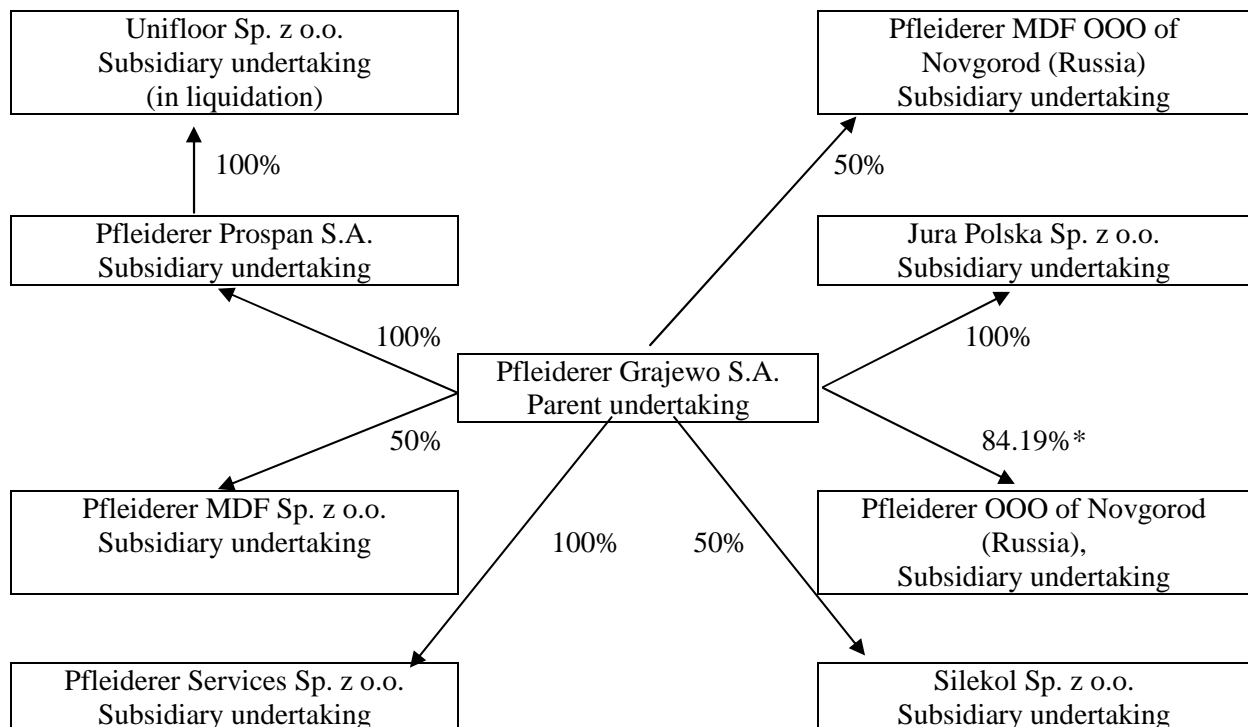 Unifloor Sp. z o.o.
Subsidiary undertaking
(in liquidation)
Pfleiderer MDF OOO of
Novgorod (Russia)
Subsidiary undertaking
100%
50%
Pfleiderer Prospan S.A.
Subsidiary undertaking
Jura Polska Sp. z o.o.
Subsidiary undertaking
100%
100%
Pfleiderer Grajewo S.A.
Parent undertaking
50%
84.19%*
Pfleiderer MDF Sp. z o.o.
Subsidiary undertaking
100%
50%
Pfleiderer OOO of Novgorod
(Russia),
Subsidiary undertaking
Pfleiderer Services Sp. z o.o.
Subsidiary undertaking
Silekol Sp. z o.o.
Subsidiary undertaking